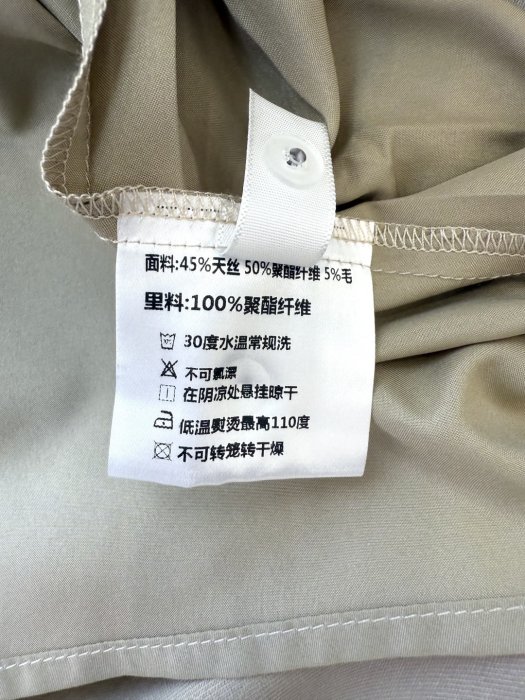 面料:45%天丝 50%聚酯纤维 5%毛
里料:100%聚酯纤维
30度水温常规洗
不可氯漂
在阴凉处悬挂晾干
低温熨烫最高110度
不可转笼转干燥